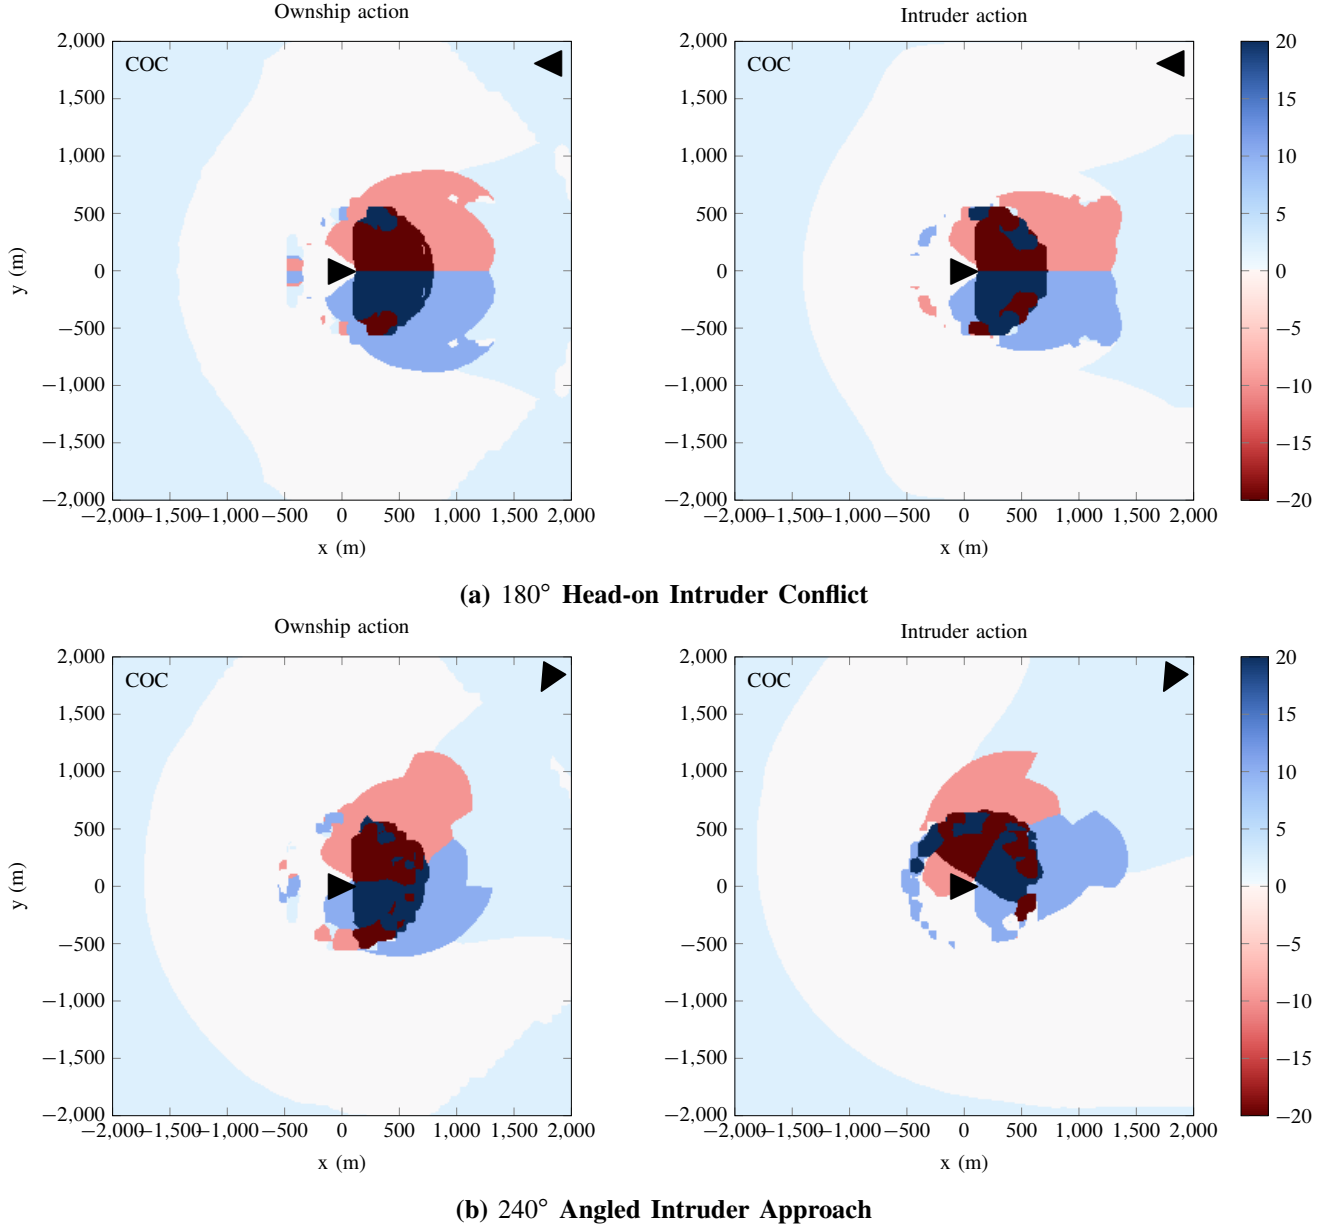 Ownship action
Intruder action
2,000
1,500
1,000
500
0
−500
−1,000
−1,500
−2,000
y (m)
COC
−2,000 −1,500 −1,000 −500 0 500 1,000 1,500 2,000
x (m)
2,000
1,500
1,000
500
0
−500
−1,000
−1,500
−2,000
COC
−2,000 −1,500 −1,000 −500 0 500 1,000 1,500 2,000
x (m)
20
15
10
5
0
−5
−10
−15
−20
(a) 180° Head-on Intruder Conflict
Ownship action
Intruder action
2,000
1,500
1,000
500
0
−500
−1,000
−1,500
−2,000
y (m)
COC
−2,000 −1,500 −1,000 −500 0 500 1,000 1,500 2,000
x (m)
2,000
1,500
1,000
500
0
−500
−1,000
−1,500
−2,000
COC
−2,000 −1,500 −1,000 −500 0 500 1,000 1,500 2,000
x (m)
20
15
10
5
0
−5
−10
−15
−20
(b) 240° Angled Intruder Approach